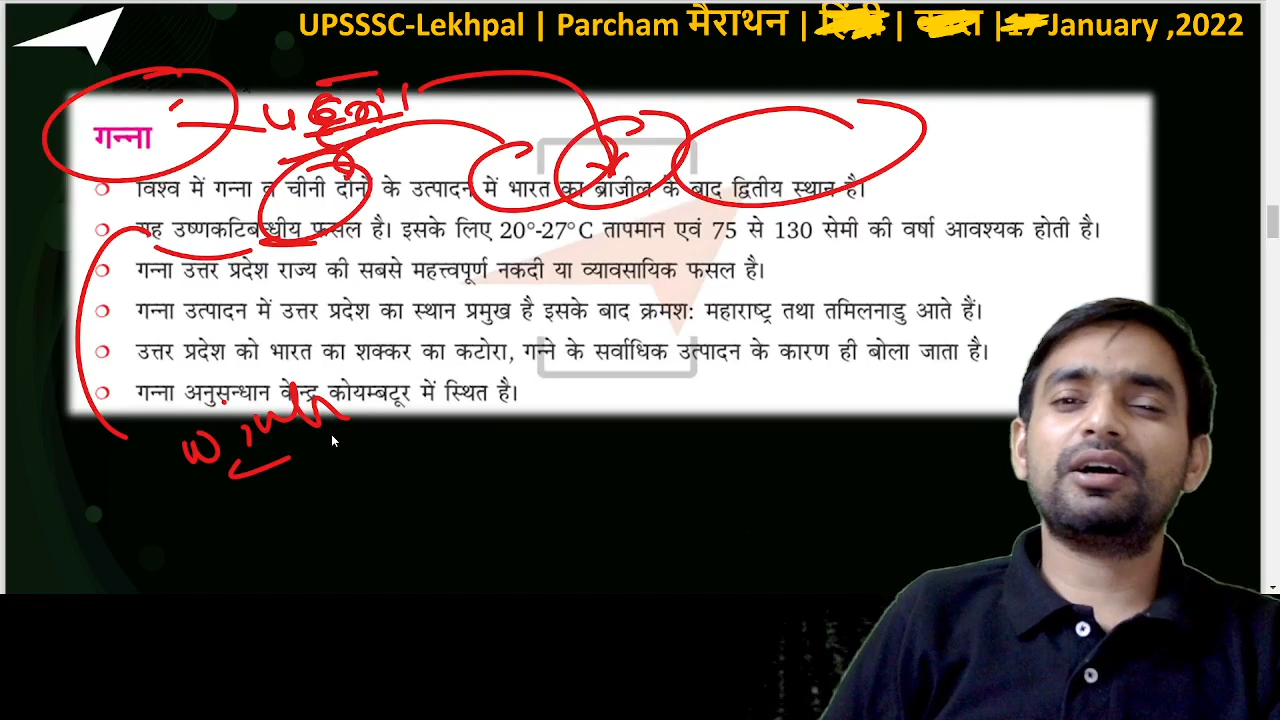 UPSSSC-Lekhpal | Parcham मैराथन | हिंदी | | 17 January ,2022
गन्ना
विश्व में गन्ना व चीनी दोनों के उत्पादन में भारत का ब्राजील के बाद द्वितीय स्थान है।
यह उष्णकटिबन्धीय फसल है। इसके लिए 20°-27°C तापमान एवं 75 से 130 सेमी की वर्षा आवश्यक होती है।
गन्ना उत्तर प्रदेश राज्य की सबसे महत्त्वपूर्ण नकदी या व्यावसायिक फसल है।
गन्ना उत्पादन में उत्तर प्रदेश का स्थान प्रमुख है इसके बाद क्रमश: महाराष्ट्र तथा तमिलनाडु आते हैं।
उत्तर प्रदेश को भारत का शक्कर का कटोरा, गन्ने के सर्वाधिक उत्पादन के कारण ही बोला जाता है।
गन्ना अनुसन्धान केन्द्र कोयम्बटूर में स्थित है।